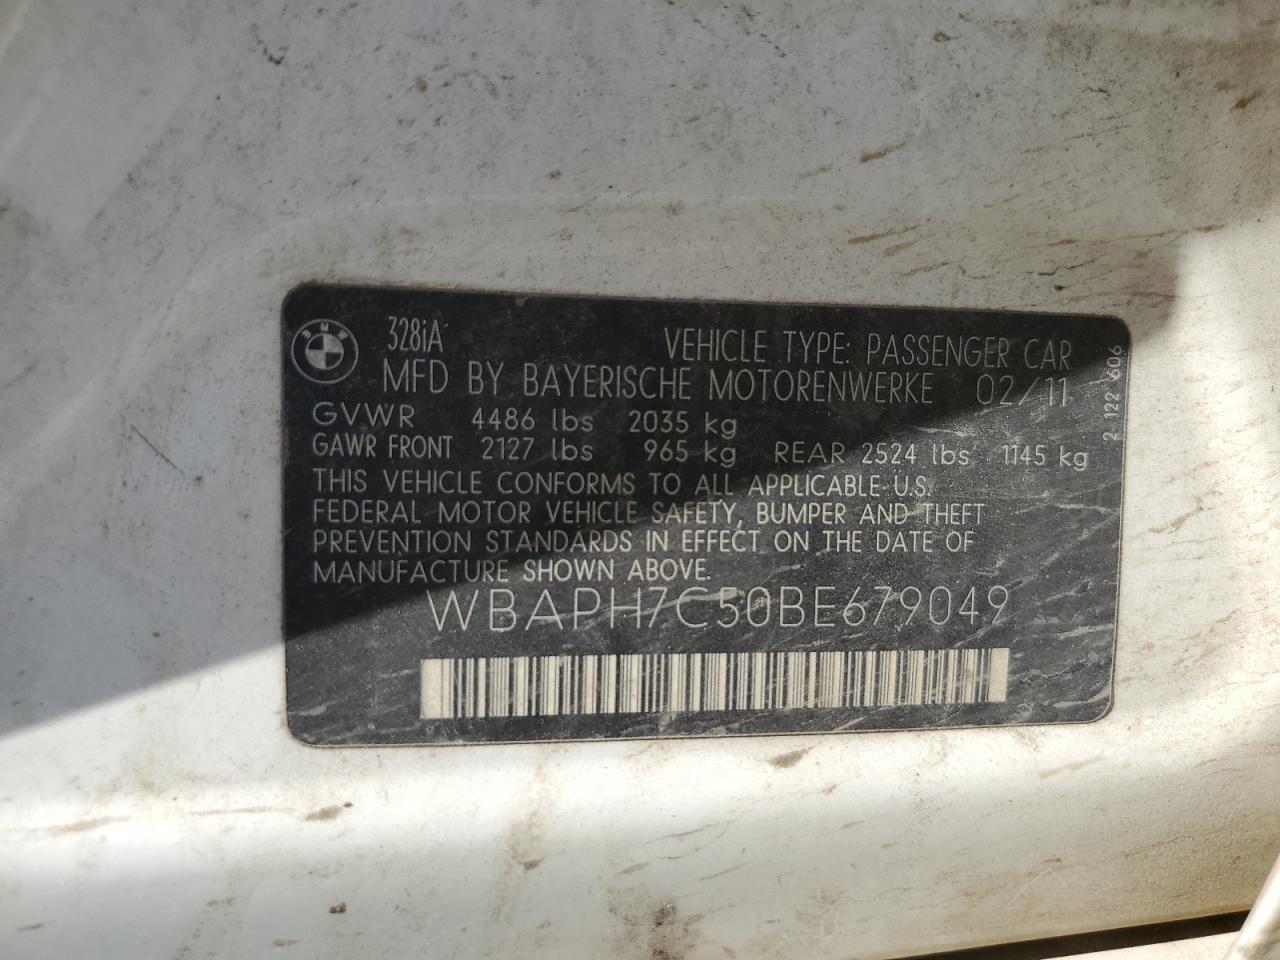 BMW
328iA VEHICLE TYPE: PASSENGER CAR
MFD BY BAYERISCHE MOTORENWERKE 02/11
GVWR 4486 lbs 2035 kg
GAWR FRONT 2127 lbs 965 kg REAR 2524 lbs 1145 kg
THIS VEHICLE CONFORMS TO ALL APPLICABLE U.S.
FEDERAL MOTOR VEHICLE SAFETY, BUMPER AND THEFT
PREVENTION STANDARDS IN EFFECT ON THE DATE OF
MANUFACTURE SHOWN ABOVE.
WBAPH7C50BE679049
2 122 606